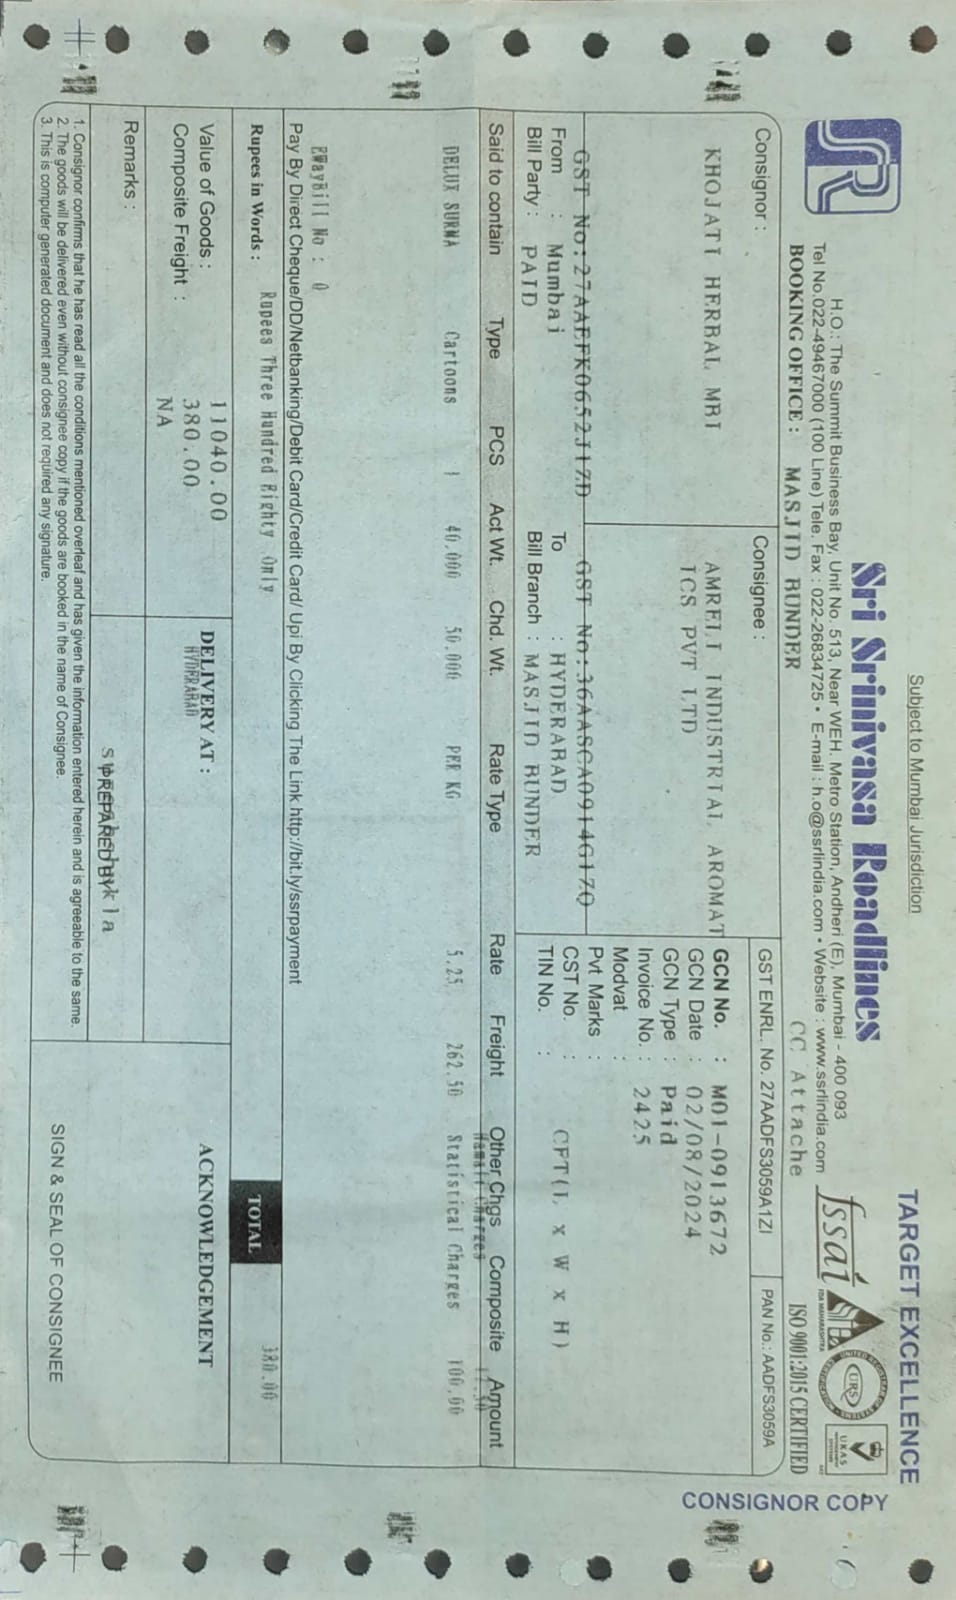 Subject to Mumbai Jurisdiction
TARGET EXCELLENCE
Sri Srinivasa Roadlines
fssai
FDA MAHARASHTRA
URS
UKAS
H.O.: The Summit Business Bay, Unit No. 513, Near WEH. Metro Station, Andheri (E), Mumbai - 400 093
Tel No.022-49467000 (100 Line) Tele. Fax : 022-26834725 • E-mail : h.o@ssrlindia.com • Website : www.ssrlindia.com
BOOKING OFFICE : MASJID BUNDER CC Attache ISO 9001:2015 CERTIFIED
CONSIGNOR COPY
Consignor :
KHOJATI HERBAL MBI
GST No:27AAEFK0652J1ZD
Consignee :
AMRELI INDUSTRIAL AROMAT
ICS PVT LTD
GST No:36AASCA0914G1ZQ
GST ENRL. No. 27AADFS3059A1ZI PAN No.: AADFS3059A
GCN No. : M01-0913672
GCN Date : 02/08/2024
GCN Type : Paid
Invoice No. : 2425
Modvat :
Pvt Marks :
CST No. : CFT(L x W x H)
TIN No. :
From : Mumbai To : HYDERABAD
Bill Party : PAID Bill Branch : MASJID BUNDER
Said to contain Type PCS Act Wt. Chd. Wt. Rate Type Rate Freight Other Chgs Composite Amount
Hamali Charges 17.50
DELUX SURMA Cartoons 1 40.000 50.000 PER KG 5.25 262.50 Statistical Charges 100.00
EWayBill No : 0
Pay By Direct Cheque/DD/Netbanking/Debit Card/Credit Card/ Upi By Clicking The Link http://bit.ly/ssrpayment
Rupees in Words : Rupees Three Hundred Eighty Only TOTAL 380.00
Value of Goods : 11040.00
Composite Freight : 380.00
NA
DELIVERY AT :
HYDERABAD
ACKNOWLEDGEMENT
Remarks :
PREPARED BY
SIGN & SEAL OF CONSIGNEE
1. Consignor confirms that he has read all the conditions mentioned overleaf and has given the information entered herein and is agreeable to the same.
2. The goods will be delivered even without consignee copy if the goods are booked in the name of Consignee.
3. This is computer generated document and does not required any signature.